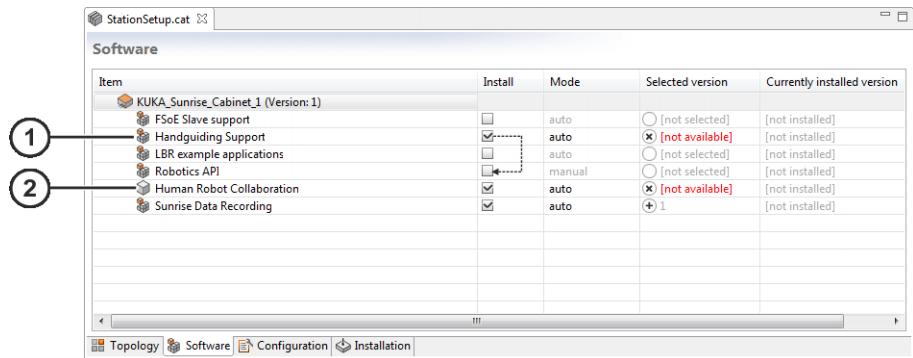 StationSetup.cat
Software
Item Install Mode Selected version Currently installed version
KUKA_Sunrise_Cabinet_1 (Version: 1)
FSoE Slave support auto [not selected] [not installed]
1 Handguiding Support auto [not available] [not installed]
LBR example applications auto [not selected] [not installed]
Robotics API manual [not selected] [not installed]
2 Human Robot Collaboration auto [not available] [not installed]
Sunrise Data Recording auto 1 [not installed]
Topology Software Configuration Installation